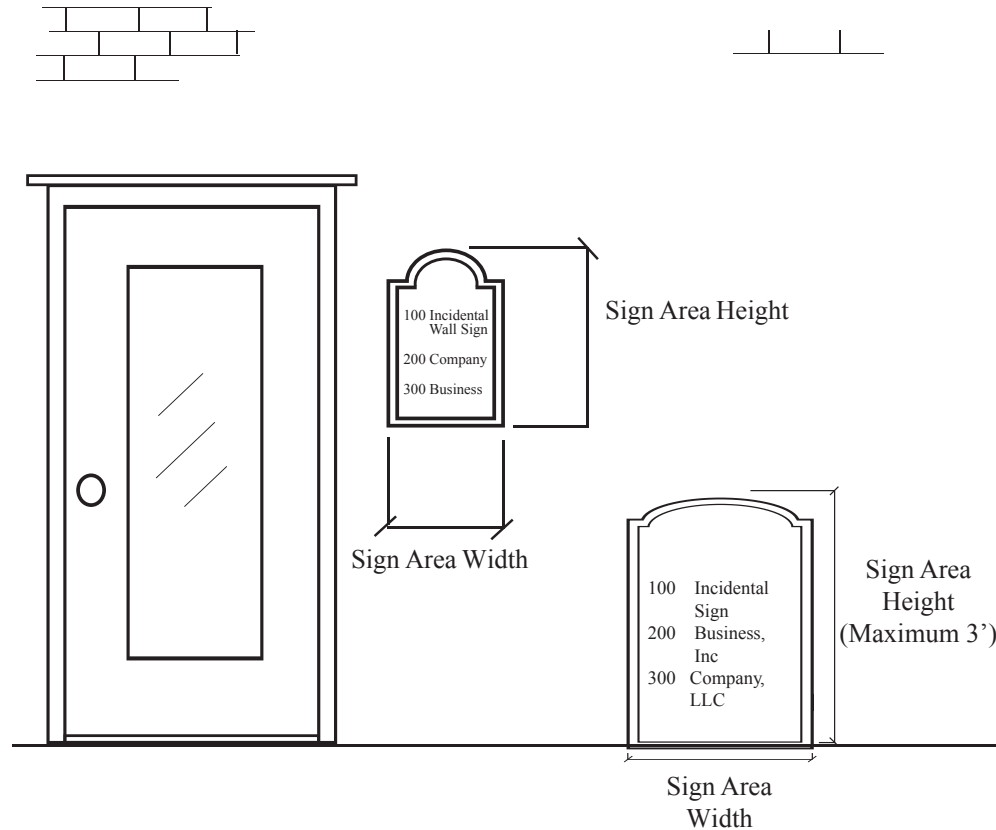 100 Incidental
Wall Sign
200 Company
300 Business
Sign Area Height
Sign Area Width
100 Incidental
Sign
200 Business,
Inc
300 Company,
LLC
Sign Area
Height
(Maximum 3’)
Sign Area
Width